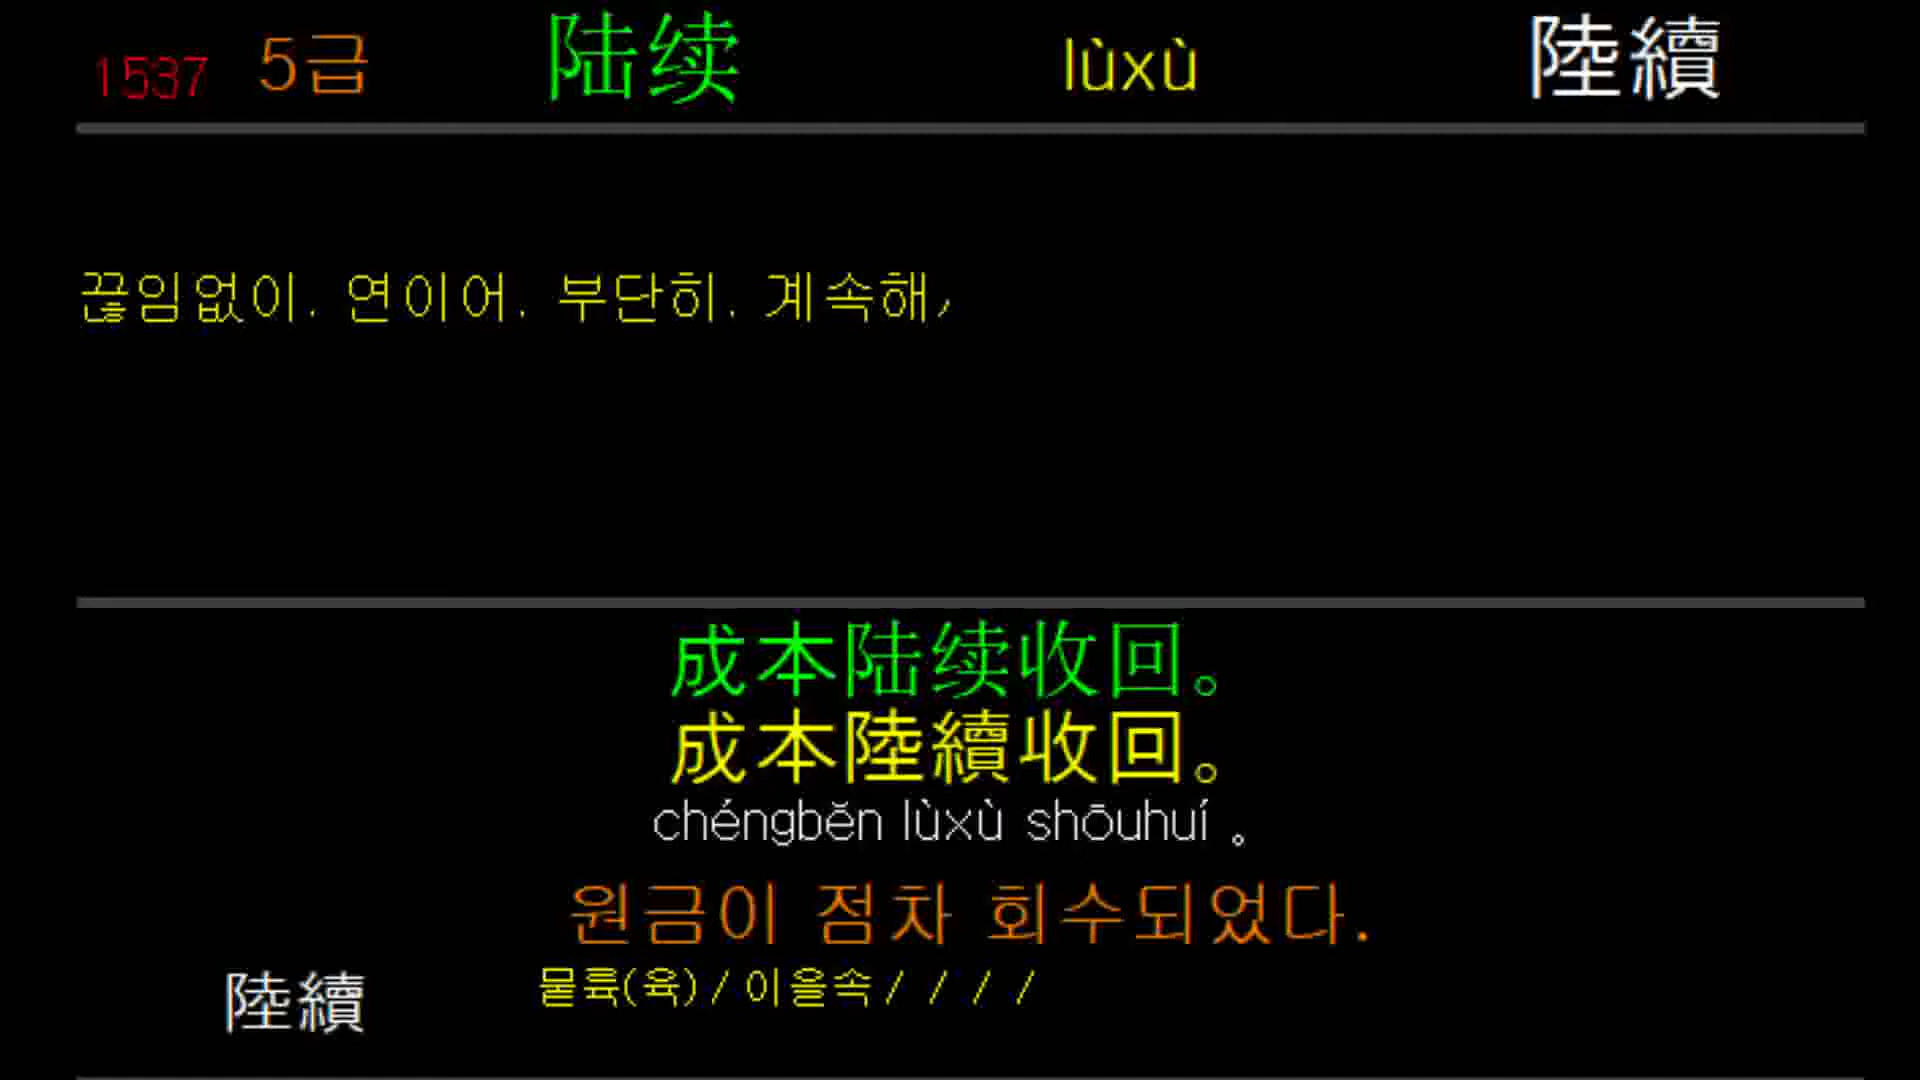 1537 5급 陆续 lùxù 陸續
끊임없이. 연이어. 부단히. 계속해,
成本陆续收回。
成本陸續收回。
chéngběn lùxù shōuhuí 。
원금이 점차 회수되었다.
陸續 뭍륙(육)/이을속/ / / /